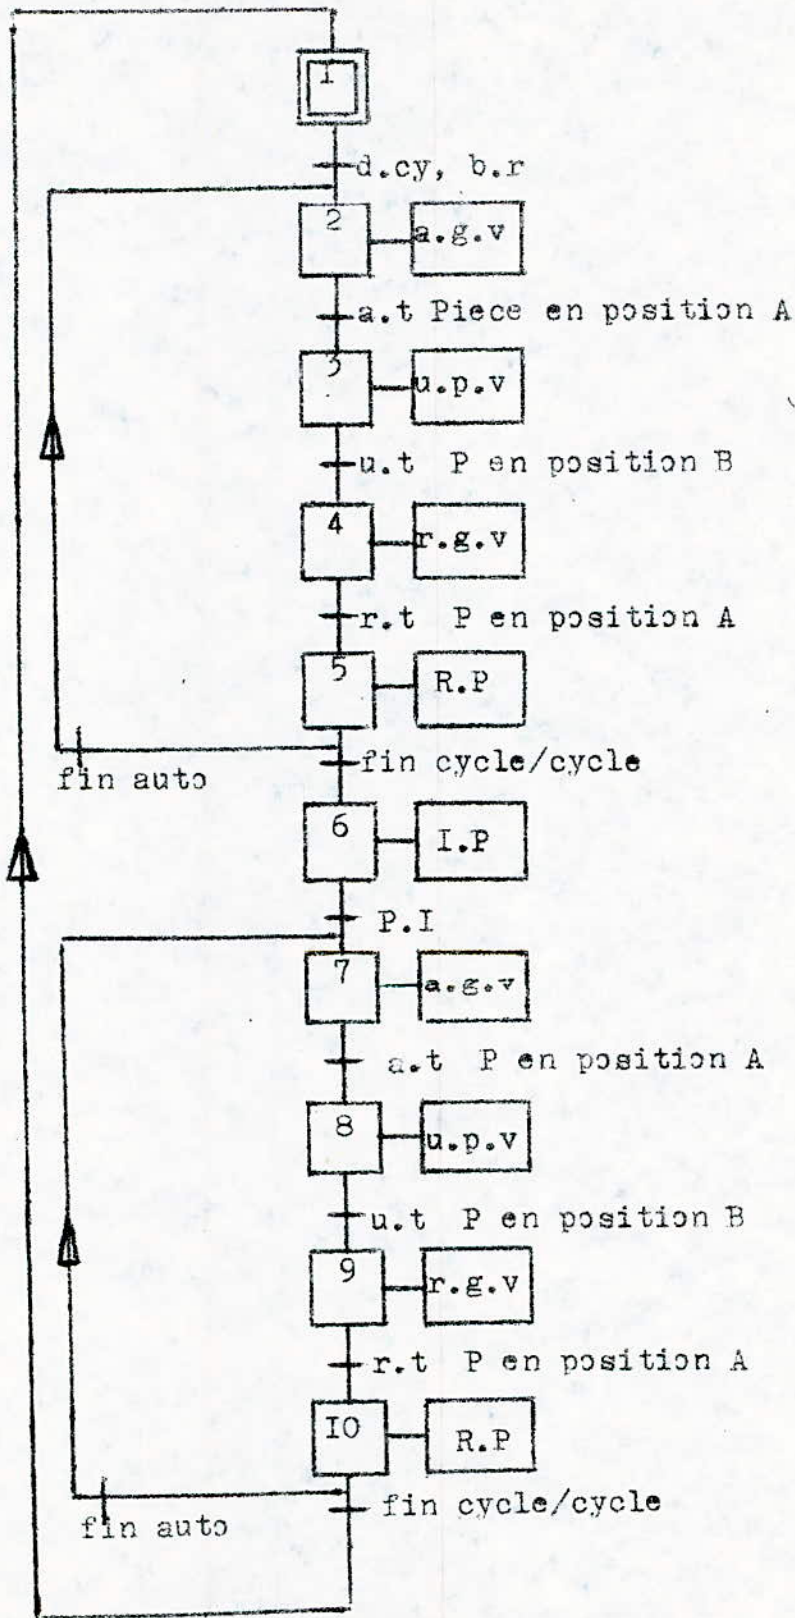 1
d.cy, b.r
2
a.g.v
a.t Piece en position A
3
u.p.v
u.t P en position B
4
r.g.v
r.t P en position A
5
R.P
fin auto
fin cycle/cycle
6
I.P
P.I
7
a.g.v
a.t P en position A
8
u.p.v
u.t P en position B
9
r.g.v
r.t P en position A
IO
R.P
fin auto
fin cycle/cycle